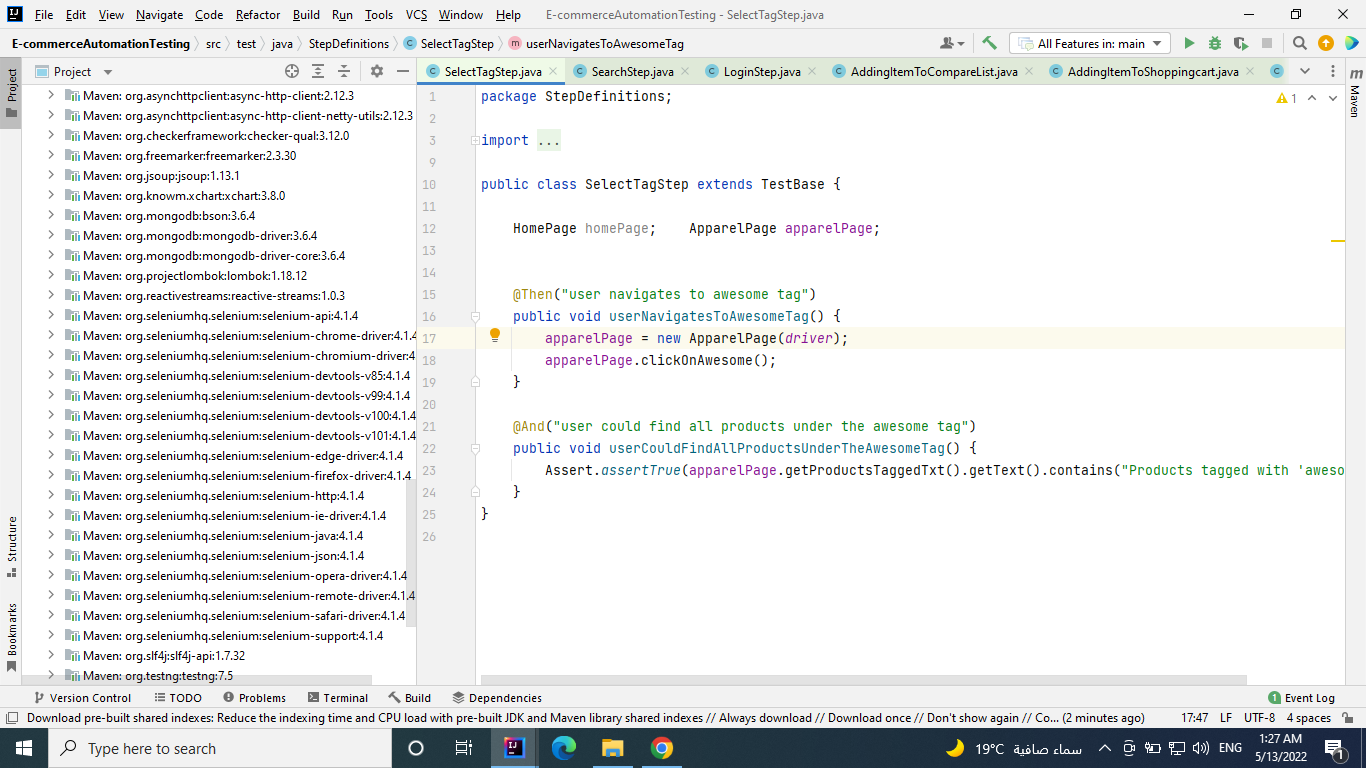 File Edit View Navigate Code Refactor Build Run Tools VCS Window Help E-commerceAutomationTesting - SelectTagStep.java
E-commerceAutomationTesting src test java StepDefinitions SelectTagStep userNavigatesToAwesomeTag All Features in: main
Project
Project
SelectTagStep.java SearchStep.java LoginStep.java AddingItemToCompareList.java AddingItemToShoppingcart.java
Maven
Maven: org.asynchttpclient:async-http-client:2.12.3
Maven: org.asynchttpclient:async-http-client-netty-utils:2.12.3
Maven: org.checkerframework:checker-qual:3.12.0
Maven: org.freemarker:freemarker:2.3.30
Maven: org.jsoup:jsoup:1.13.1
Maven: org.knowm.xchart:xchart:3.8.0
Maven: org.mongodb:bson:3.6.4
Maven: org.mongodb:mongodb-driver:3.6.4
Maven: org.mongodb:mongodb-driver-core:3.6.4
Maven: org.projectlombok:lombok:1.18.12
Maven: org.reactivestreams:reactive-streams:1.0.3
Maven: org.seleniumhq.selenium:selenium-api:4.1.4
Maven: org.seleniumhq.selenium:selenium-chrome-driver:4.1.4
Maven: org.seleniumhq.selenium:selenium-chromium-driver:4
Maven: org.seleniumhq.selenium:selenium-devtools-v85:4.1.4
Maven: org.seleniumhq.selenium:selenium-devtools-v99:4.1.4
Maven: org.seleniumhq.selenium:selenium-devtools-v100:4.1.4
Maven: org.seleniumhq.selenium:selenium-devtools-v101:4.1.4
Maven: org.seleniumhq.selenium:selenium-edge-driver:4.1.4
Maven: org.seleniumhq.selenium:selenium-firefox-driver:4.1.4
Maven: org.seleniumhq.selenium:selenium-http:4.1.4
Maven: org.seleniumhq.selenium:selenium-ie-driver:4.1.4
Maven: org.seleniumhq.selenium:selenium-java:4.1.4
Maven: org.seleniumhq.selenium:selenium-json:4.1.4
Maven: org.seleniumhq.selenium:selenium-opera-driver:4.1.4
Maven: org.seleniumhq.selenium:selenium-remote-driver:4.1.4
Maven: org.seleniumhq.selenium:selenium-safari-driver:4.1.4
Maven: org.seleniumhq.selenium:selenium-support:4.1.4
Maven: org.slf4j:slf4j-api:1.7.32
Maven: org.testng:testng:7.5
Structure
Bookmarks
1 package StepDefinitions;
1
2
3 import ...
9
10 public class SelectTagStep extends TestBase {
11
12 HomePage homePage; ApparelPage apparelPage;
13
14
15 @Then("user navigates to awesome tag")
16 public void userNavigatesToAwesomeTag() {
17 apparelPage = new ApparelPage(driver);
18 apparelPage.clickOnAwesome();
19 }
20
21 @And("user could find all products under the awesome tag")
22 public void userCouldFindAllProductsUnderTheAwesomeTag() {
23 Assert.assertTrue(apparelPage.getProductsTaggedTxt().getText().contains("Products tagged with 'aweso
24 }
25 }
26
Version Control TODO Problems Terminal Build Dependencies 1 Event Log
Download pre-built shared indexes: Reduce the indexing time and CPU load with pre-built JDK and Maven library shared indexes // Always download // Download once // Don't show again // Co... (2 minutes ago) 17:47 LF UTF-8 4 spaces
Type here to search 19°C سماء صافية ENG 1:27 AM
5/13/2022 1